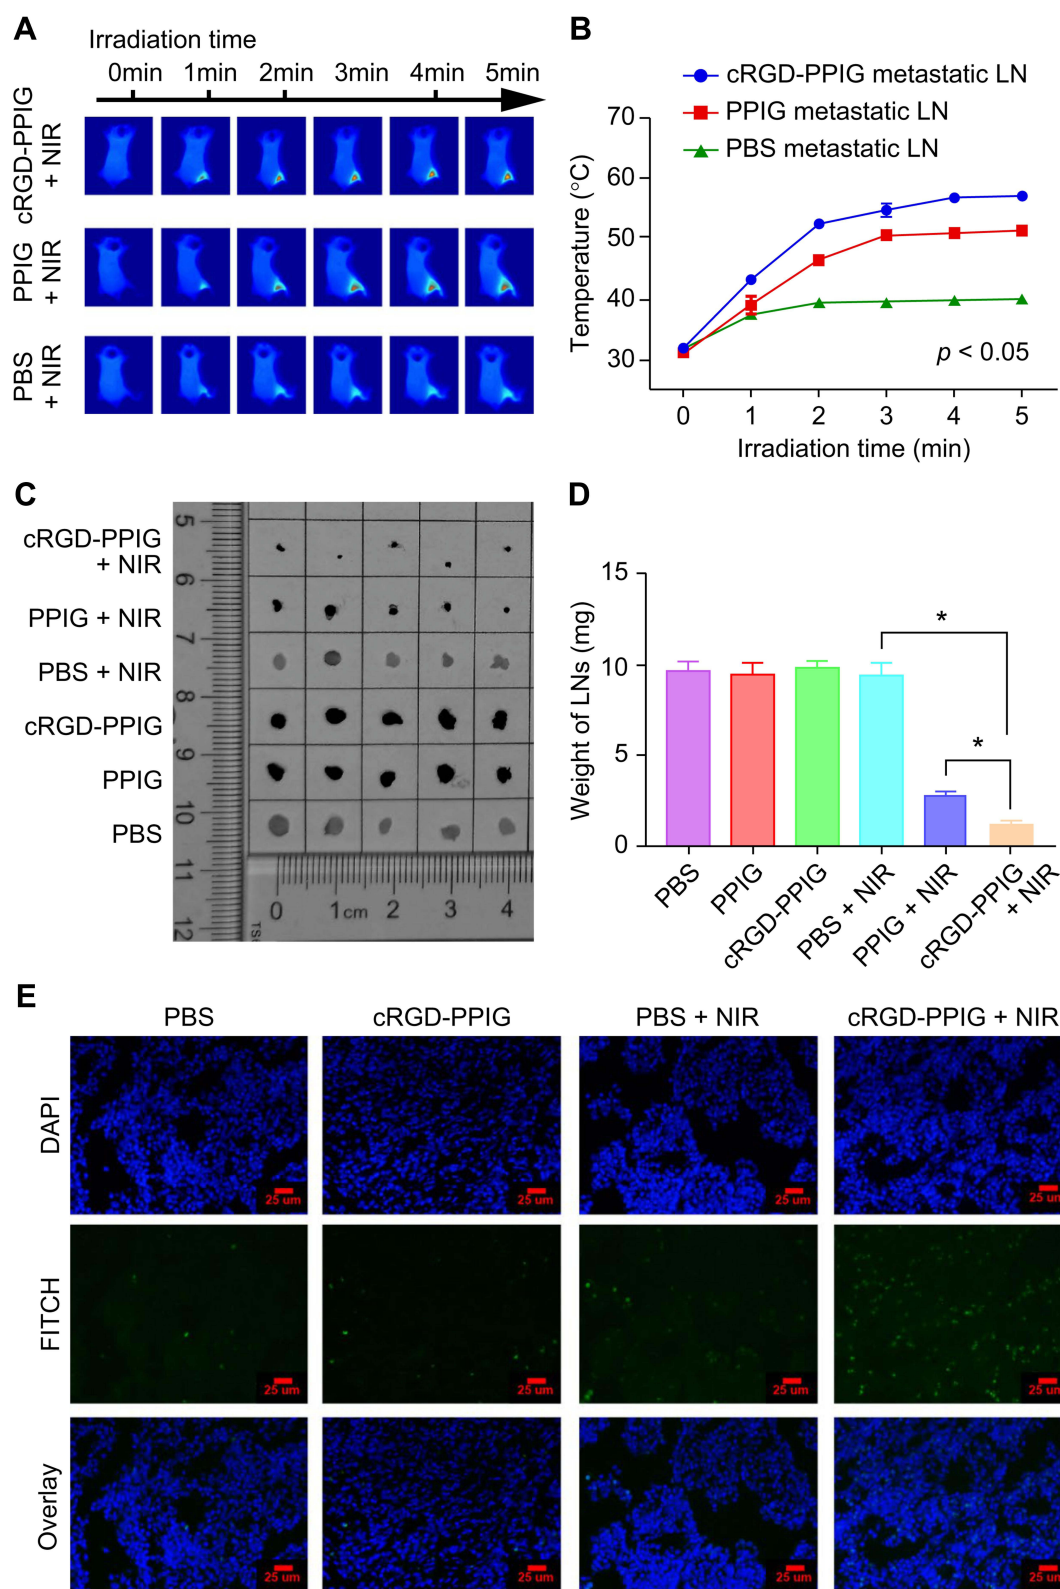 A
Irradiation time
0min 1min 2min 3min 4min 5min
cRGD-PPIG
+ NIR
PPIG
+ NIR
PBS
+ NIR
B
cRGD-PPIG metastatic LN
PPIG metastatic LN
PBS metastatic LN
Temperature (°C)
70
60
50
40
30
p < 0.05
0 1 2 3 4 5
Irradiation time (min)
C
cRGD-PPIG
+ NIR
PPIG + NIR
PBS + NIR
cRGD-PPIG
PPIG
PBS
5
6
7
8
9
10
11
12
0 1cm 2 3 4
D
Weight of LNs (mg)
15
10
5
0
*
*
PBS
PPIG
cRGD-PPIG
PBS + NIR
PPIG + NIR
cRGD-PPIG
+ NIR
E
PBS cRGD-PPIG PBS + NIR cRGD-PPIG + NIR
DAPI
25 um 25 um 25 um 25 um
FITCH
25 um 25 um 25 um 25 um
Overlay
25 um 25 um 25 um 25 um